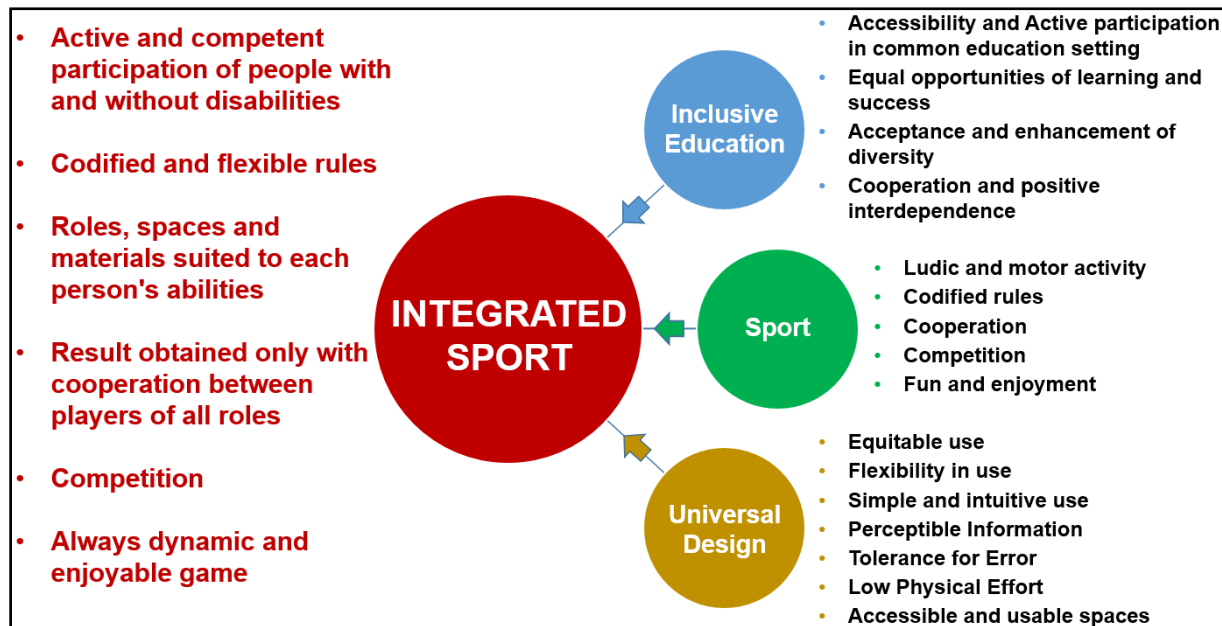 • Active and competent
participation of people with
and without disabilities
• Codified and flexible rules
• Roles, spaces and
materials suited to each
person's abilities
• Result obtained only with
cooperation between
players of all roles
• Competition
• Always dynamic and
enjoyable game
INTEGRATED
SPORT
Inclusive
Education
• Accessibility and Active participation
in common education setting
• Equal opportunities of learning and
success
• Acceptance and enhancement of
diversity
• Cooperation and positive
interdependence
Sport
• Ludic and motor activity
• Codified rules
• Cooperation
• Competition
• Fun and enjoyment
Universal
Design
• Equitable use
• Flexibility in use
• Simple and intuitive use
• Perceptible Information
• Tolerance for Error
• Low Physical Effort
• Accessible and usable spaces